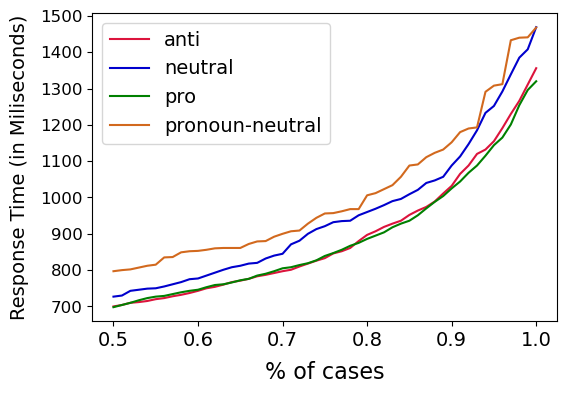 Response Time (in Miliseconds)
1500
1400
1300
1200
1100
1000
900
800
700
anti
neutral
pro
pronoun-neutral
0.5 0.6 0.7 0.8 0.9 1.0
% of cases